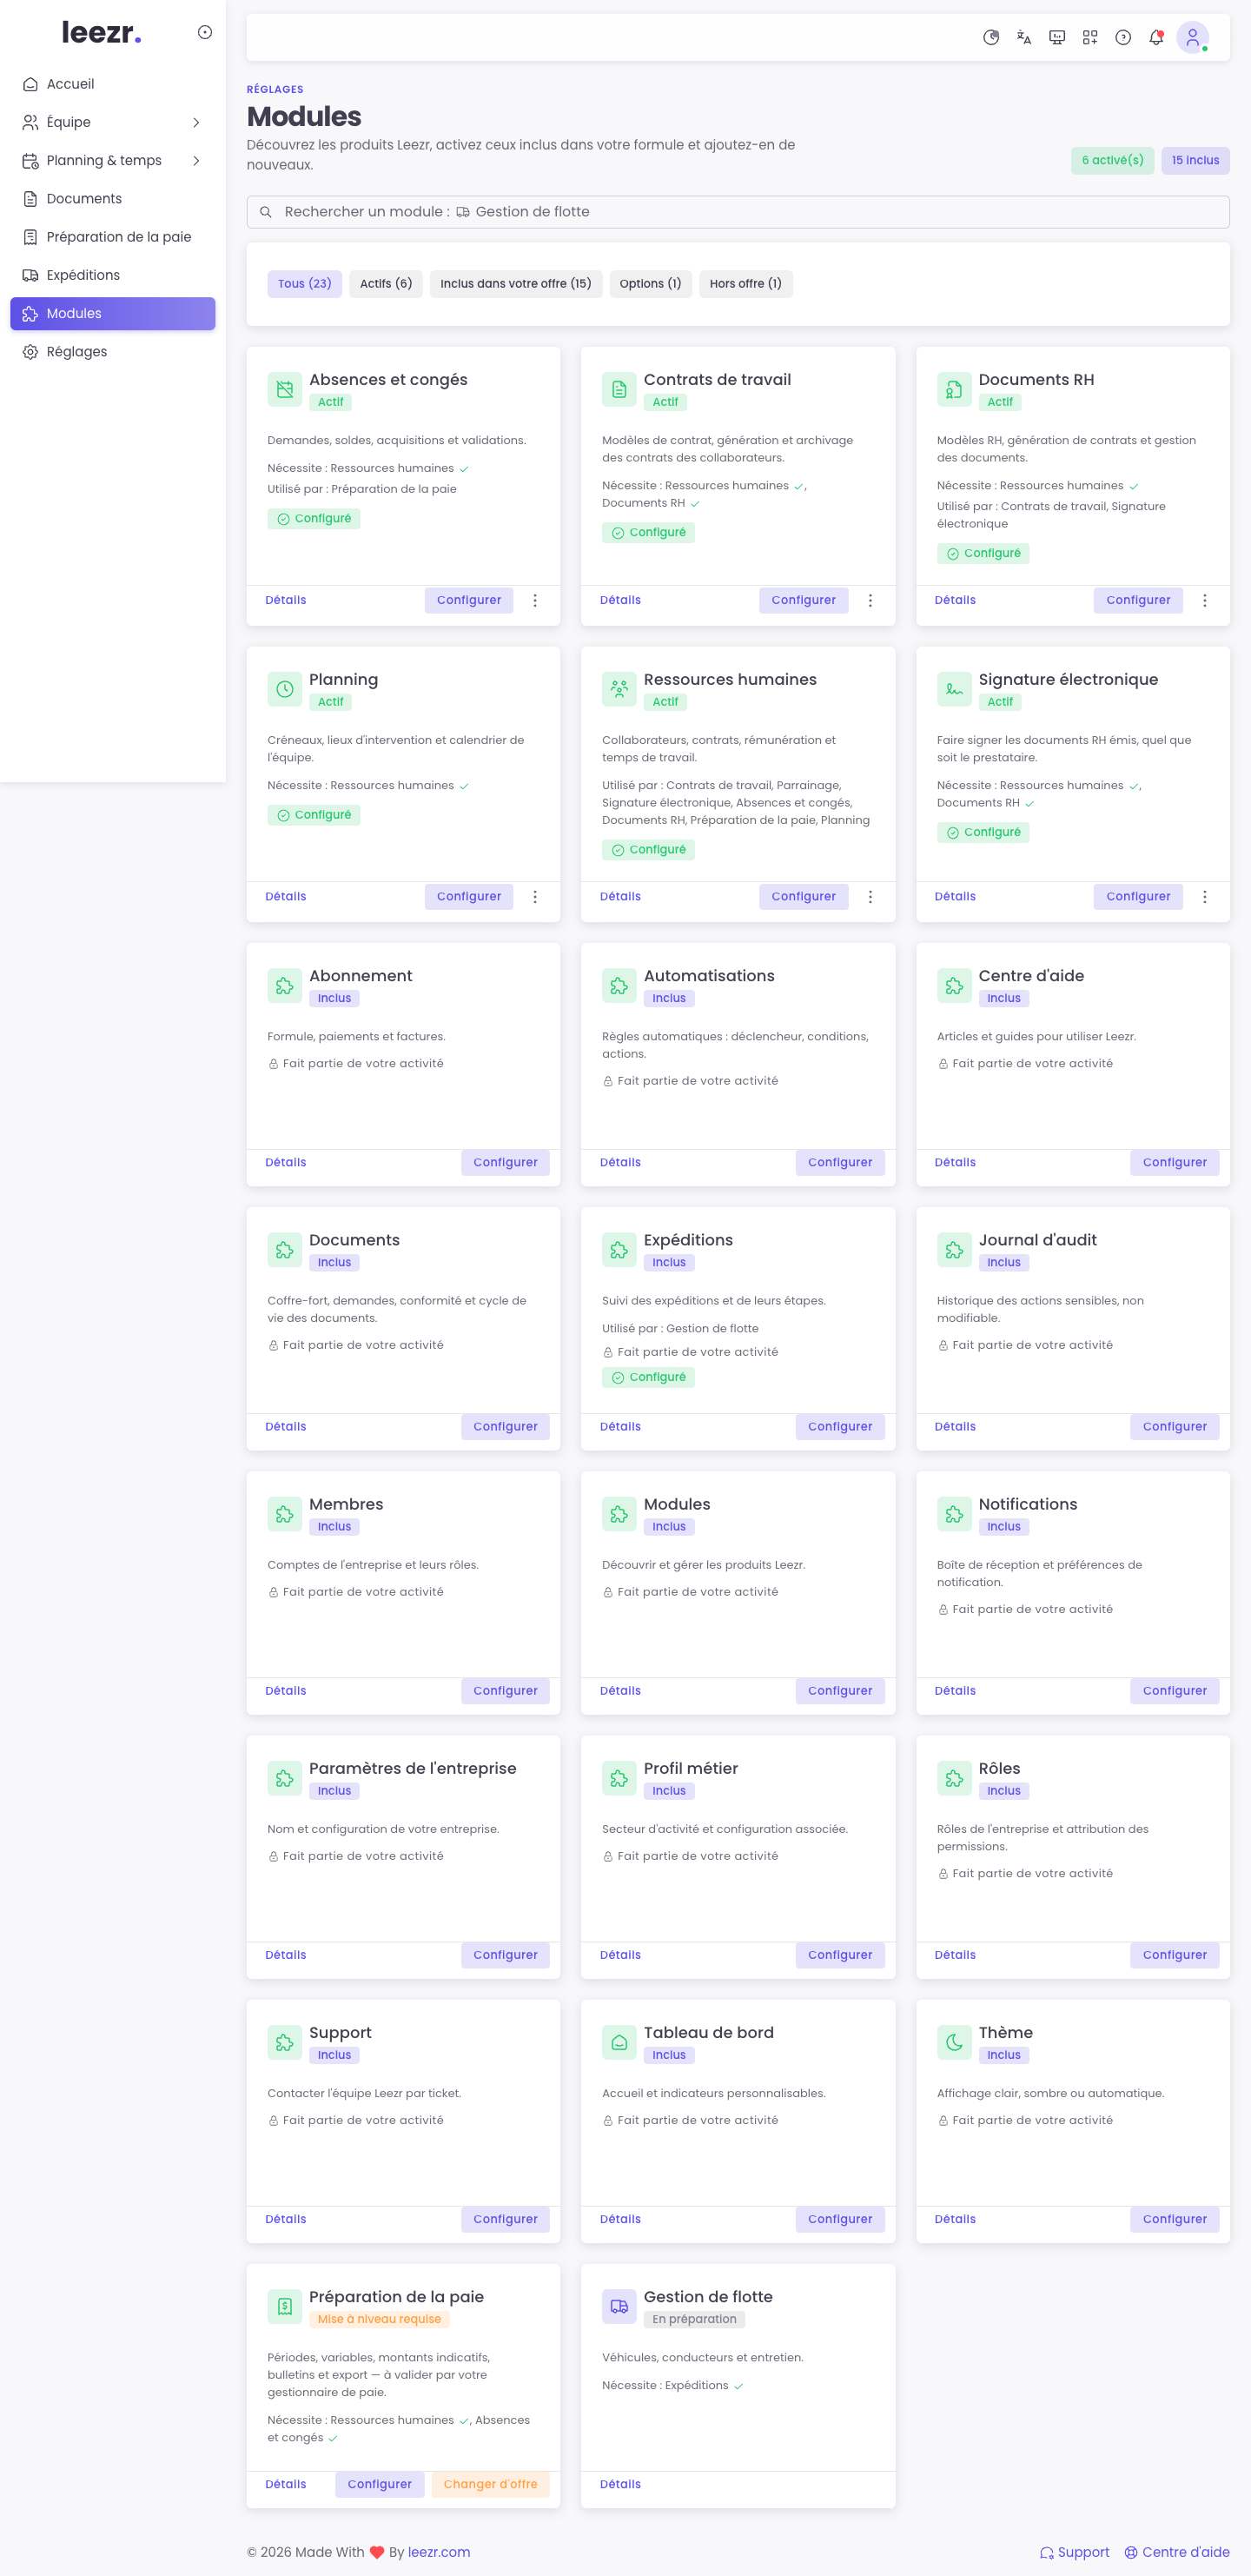 leezr.
Accueil
Équipe
Planning & temps
Documents
Préparation de la paie
Expéditions
Modules
Réglages
RÉGLAGES
Modules
Découvrez les produits Leezr, activez ceux inclus dans votre formule et ajoutez-en de
nouveaux.
6 activé(s)
15 inclus
Rechercher un module : Gestion de flotte
Tous (23)
Actifs (6)
Inclus dans votre offre (15)
Options (1)
Hors offre (1)
Absences et congés
Actif
Demandes, soldes, acquisitions et validations.
Nécessite : Ressources humaines
Utilisé par : Préparation de la paie
Configuré
Détails
Configurer
Contrats de travail
Actif
Modèles de contrat, génération et archivage
des contrats des collaborateurs.
Nécessite : Ressources humaines ,
Documents RH
Configuré
Détails
Configurer
Documents RH
Actif
Modèles RH, génération de contrats et gestion
des documents.
Nécessite : Ressources humaines
Utilisé par : Contrats de travail, Signature
électronique
Configuré
Détails
Configurer
Planning
Actif
Créneaux, lieux d'intervention et calendrier de
l'équipe.
Nécessite : Ressources humaines
Configuré
Détails
Configurer
Ressources humaines
Actif
Collaborateurs, contrats, rémunération et
temps de travail.
Utilisé par : Contrats de travail, Parrainage,
Signature électronique, Absences et congés,
Documents RH, Préparation de la paie, Planning
Configuré
Détails
Configurer
Signature électronique
Actif
Faire signer les documents RH émis, quel que
soit le prestataire.
Nécessite : Ressources humaines ,
Documents RH
Configuré
Détails
Configurer
Abonnement
Inclus
Formule, paiements et factures.
Fait partie de votre activité
Détails
Configurer
Automatisations
Inclus
Règles automatiques : déclencheur, conditions,
actions.
Fait partie de votre activité
Détails
Configurer
Centre d'aide
Inclus
Articles et guides pour utiliser Leezr.
Fait partie de votre activité
Détails
Configurer
Documents
Inclus
Coffre-fort, demandes, conformité et cycle de
vie des documents.
Fait partie de votre activité
Détails
Configurer
Expéditions
Inclus
Suivi des expéditions et de leurs étapes.
Utilisé par : Gestion de flotte
Fait partie de votre activité
Configuré
Détails
Configurer
Journal d'audit
Inclus
Historique des actions sensibles, non
modifiable.
Fait partie de votre activité
Détails
Configurer
Membres
Inclus
Comptes de l'entreprise et leurs rôles.
Fait partie de votre activité
Détails
Configurer
Modules
Inclus
Découvrir et gérer les produits Leezr.
Fait partie de votre activité
Détails
Configurer
Notifications
Inclus
Boîte de réception et préférences de
notification.
Fait partie de votre activité
Détails
Configurer
Paramètres de l'entreprise
Inclus
Nom et configuration de votre entreprise.
Fait partie de votre activité
Détails
Configurer
Profil métier
Inclus
Secteur d'activité et configuration associée.
Fait partie de votre activité
Détails
Configurer
Rôles
Inclus
Rôles de l'entreprise et attribution des
permissions.
Fait partie de votre activité
Détails
Configurer
Support
Inclus
Contacter l'équipe Leezr par ticket.
Fait partie de votre activité
Détails
Configurer
Tableau de bord
Inclus
Accueil et indicateurs personnalisables.
Fait partie de votre activité
Détails
Configurer
Thème
Inclus
Affichage clair, sombre ou automatique.
Fait partie de votre activité
Détails
Configurer
Préparation de la paie
Mise à niveau requise
Périodes, variables, montants indicatifs,
bulletins et export — à valider par votre
gestionnaire de paie.
Nécessite : Ressources humaines , Absences
et congés
Détails
Configurer
Changer d'offre
Gestion de flotte
En préparation
Véhicules, conducteurs et entretien.
Nécessite : Expéditions
Détails
© 2026 Made With By leezr.com
Support
Centre d'aide